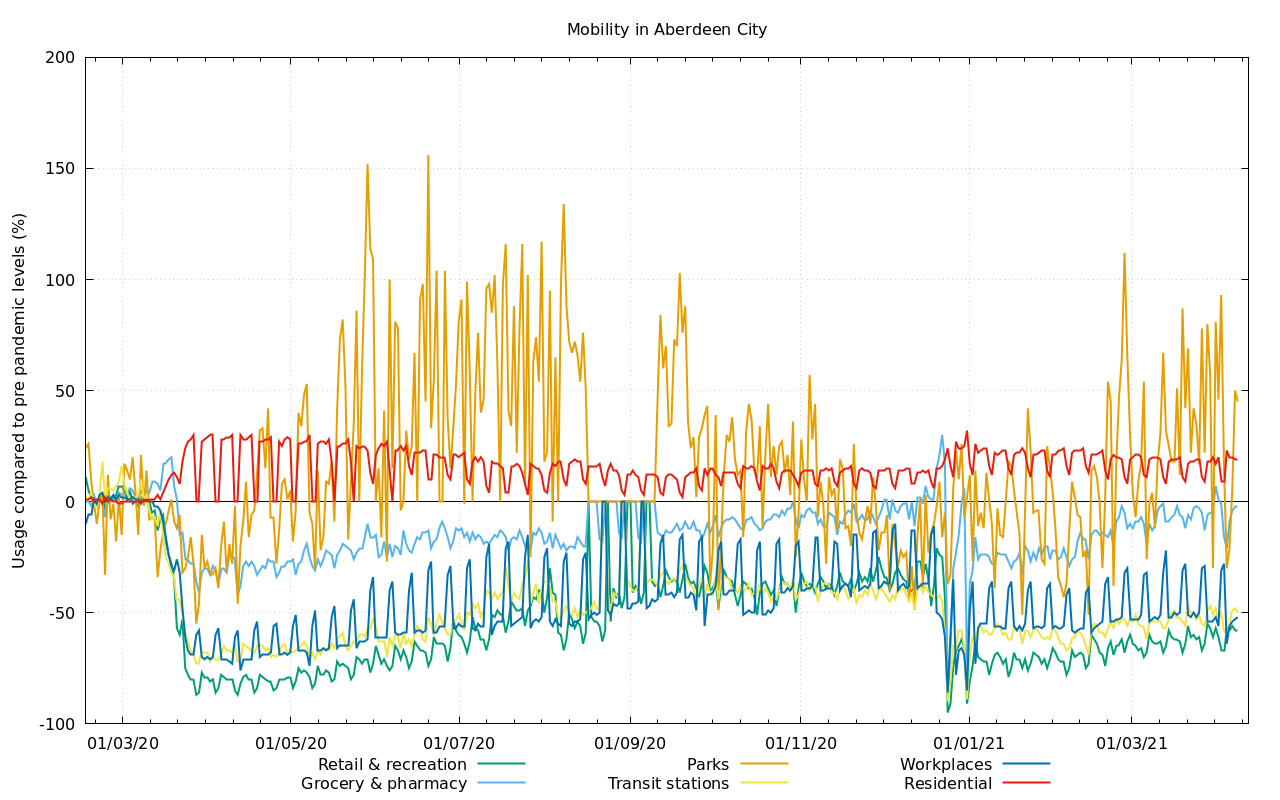 Mobility in Aberdeen City
Usage compared to pre pandemic levels (%)
200
150
100
50
0
-50
-100
01/03/20 01/05/20 01/07/20 01/09/20 01/11/20 01/01/21 01/03/21
Retail & recreation Parks Workplaces
Grocery & pharmacy Transit stations Residential